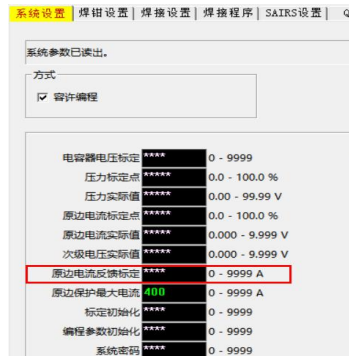 系统设置 | 焊钳设置 | 焊接设置 | 焊接程序 | SAIRS设置 | Q
系统参数已读出。
方式
容许编程
电容器电压标定 **** 0 - 9999
压力标定点 ***** 0.0 - 100.0 %
压力实际值 ***** 0.00 - 99.99 V
原边电流标定点 ***** 0.0 - 100.0 %
原边电流实际值 ***** 0.000 - 9.999 V
次级电压实际值 ***** 0.000 - 9.999 V
原边电流反馈标定 **** 0 - 9999 A
原边保护最大电流 400 0 - 9999 A
标定初始化 **** 0 - 9999
编程参数初始化 **** 0 - 9999
系统密码 **** 0 - 9999